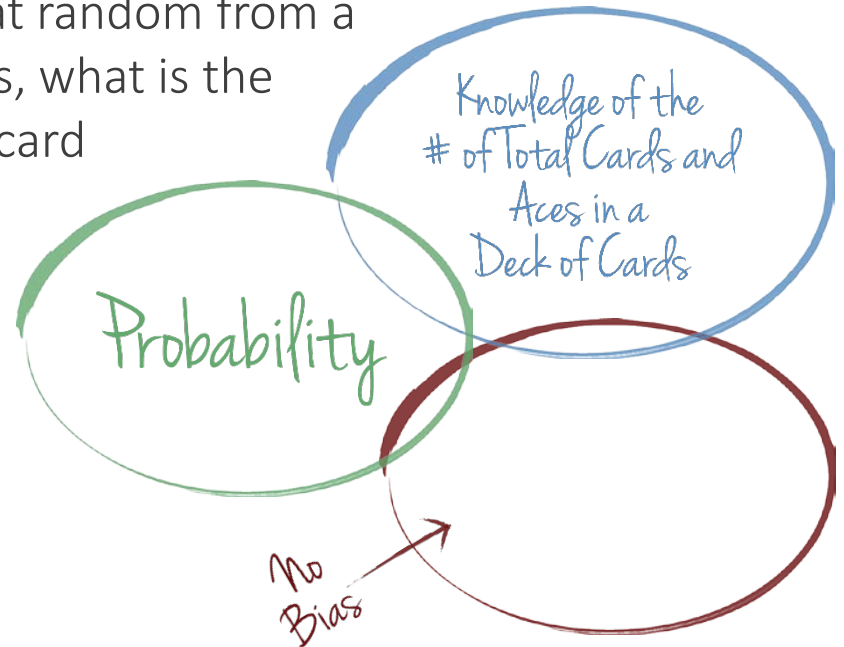 at random from a
s, what is the
card
Knowledge of the
# of Total Cards and
Aces in a
Deck of Cards
Probability
No
Bias